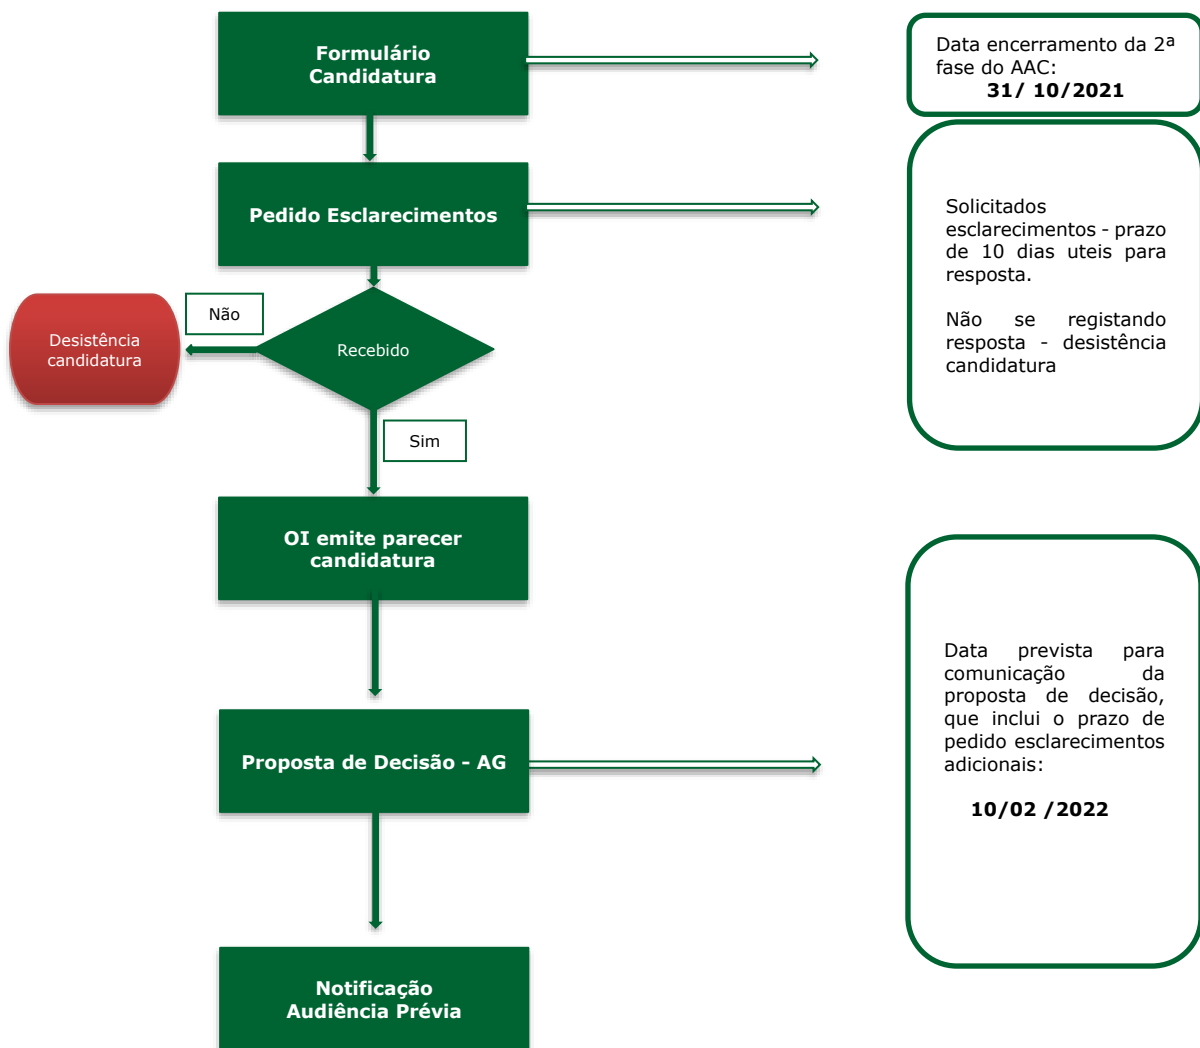 Formulário
Candidatura
Data encerramento da 2ª
fase do AAC:
31/ 10/2021
Pedido Esclarecimentos
Solicitados
esclarecimentos - prazo
de 10 dias uteis para
resposta.
Não se registando
resposta - desistência
candidatura
Não
Desistência
candidatura
Recebido
Sim
OI emite parecer
candidatura
Proposta de Decisão - AG
Data prevista para
comunicação da
proposta de decisão,
que inclui o prazo de
pedido esclarecimentos
adicionais:
10/02 /2022
Notificação
Audiência Prévia